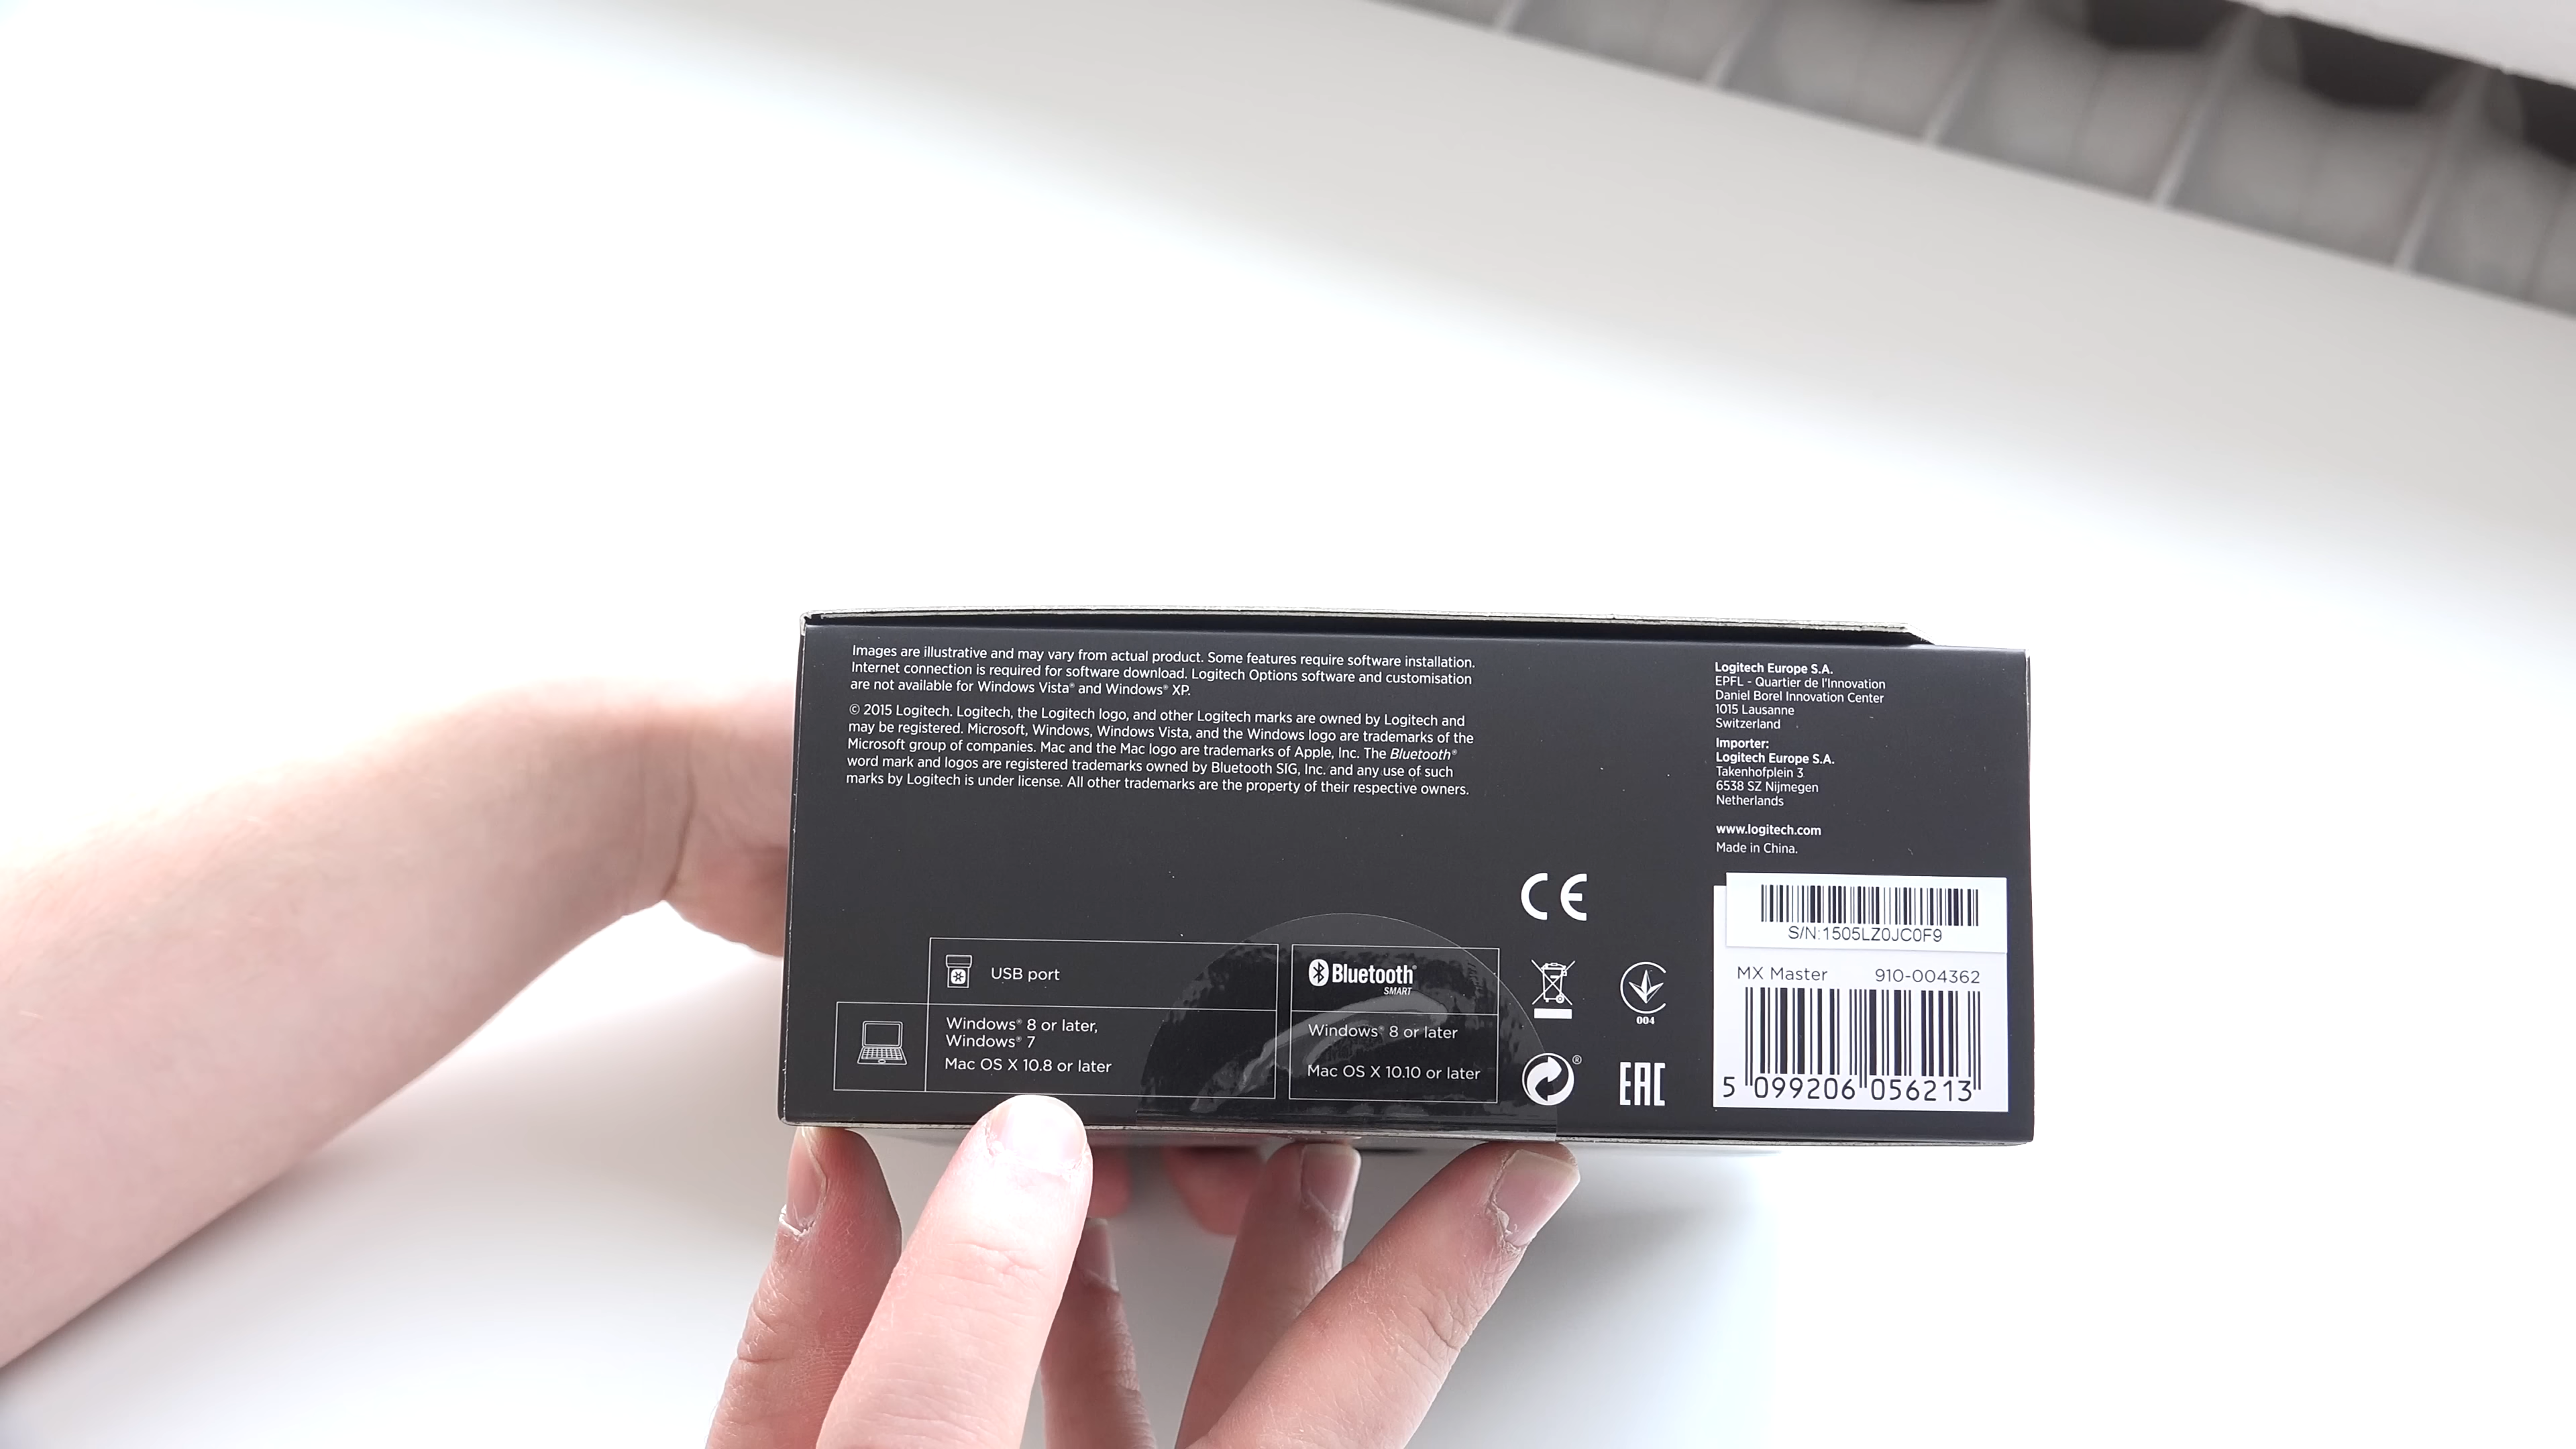 Images are illustrative and may vary from actual product. Some features require software installation.
Internet connection is required for software download. Logitech Options software and customisation
are not available for Windows Vista® and Windows® XP.
© 2015 Logitech. Logitech, the Logitech logo, and other Logitech marks are owned by Logitech and
may be registered. Microsoft, Windows, Windows Vista, and the Windows logo are trademarks of the
Microsoft group of companies. Mac and the Mac logo are trademarks of Apple, Inc. The Bluetooth®
word mark and logos are registered trademarks owned by Bluetooth SIG, Inc. and any use of such
marks by Logitech is under license. All other trademarks are the property of their respective owners.
USB port
Windows® 8 or later,
Windows® 7
Mac OS X 10.8 or later
Bluetooth®
SMART
Windows® 8 or later
Mac OS X 10.10 or later
CE
004
®
EAC
Logitech Europe S.A.
EPFL - Quartier de l'Innovation
Daniel Borel Innovation Center
1015 Lausanne
Switzerland
Importer:
Logitech Europe S.A.
Takenhofplein 3
6538 SZ Nijmegen
Netherlands
www.logitech.com
Made in China.
S/N:1505LZ0JC0F9
MX Master 910-004362
5 099206 056213